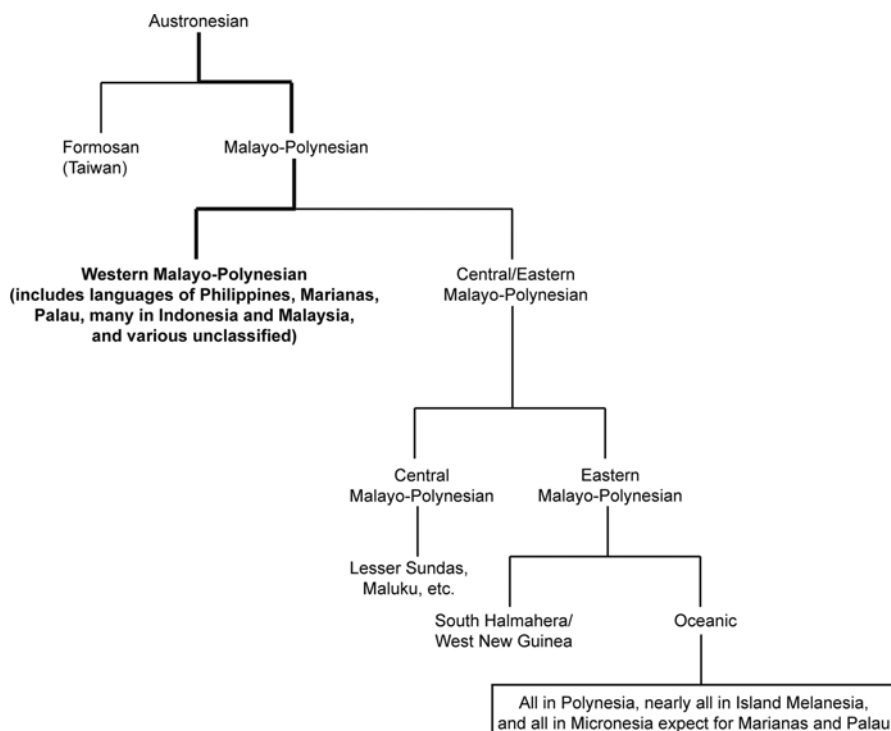 Austronesian
Formosan
(Taiwan)
Malayo-Polynesian
Western Malayo-Polynesian
(includes languages of Philippines, Marianas,
Palau, many in Indonesia and Malaysia,
and various unclassified)
Central/Eastern
Malayo-Polynesian
Central
Malayo-Polynesian
Eastern
Malayo-Polynesian
Lesser Sundas,
Maluku, etc.
South Halmahera/
West New Guinea
Oceanic
All in Polynesia, nearly all in Island Melanesia,
and all in Micronesia expect for Marianas and Palau